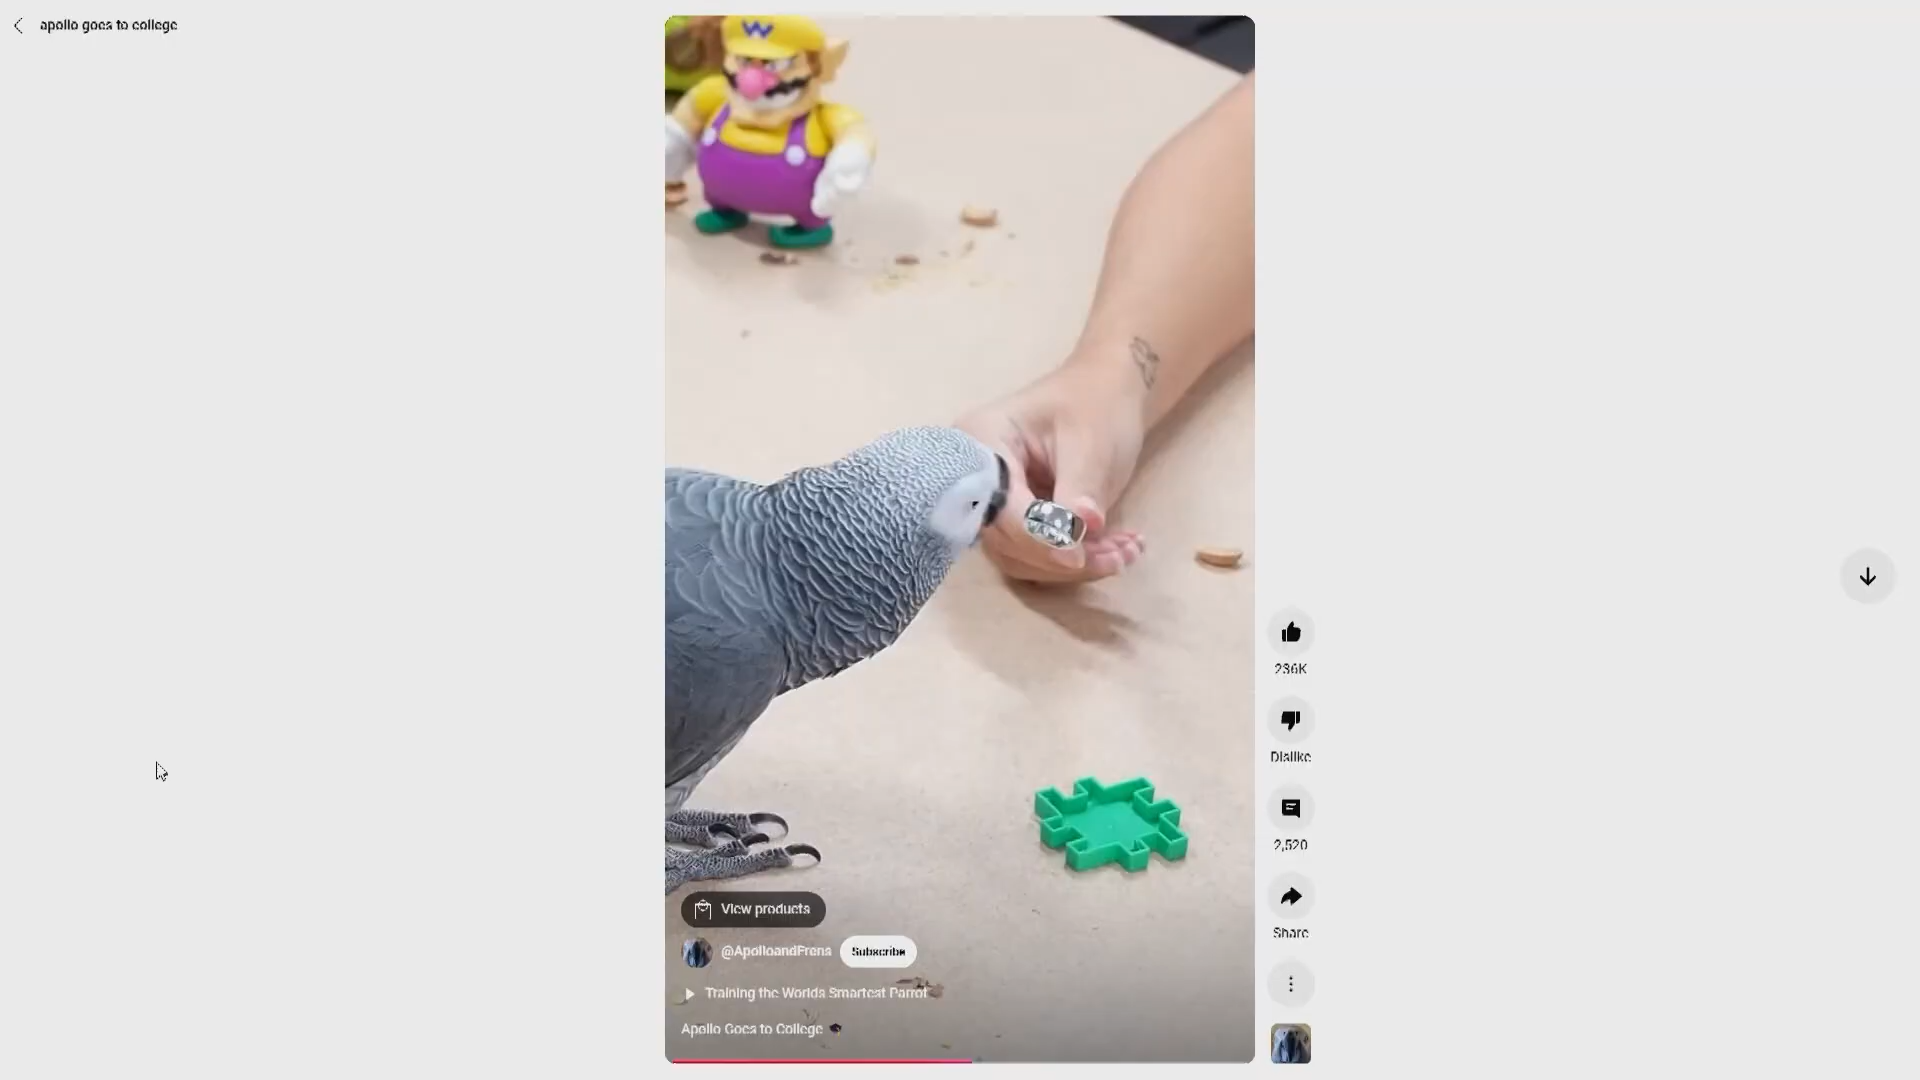 apollo goes to college
W
236K
Dislike
2,520
Share
View products
@ApolloandFrens
Subscribe
Training the Worlds Smartest Parrot
Apollo Goes to College